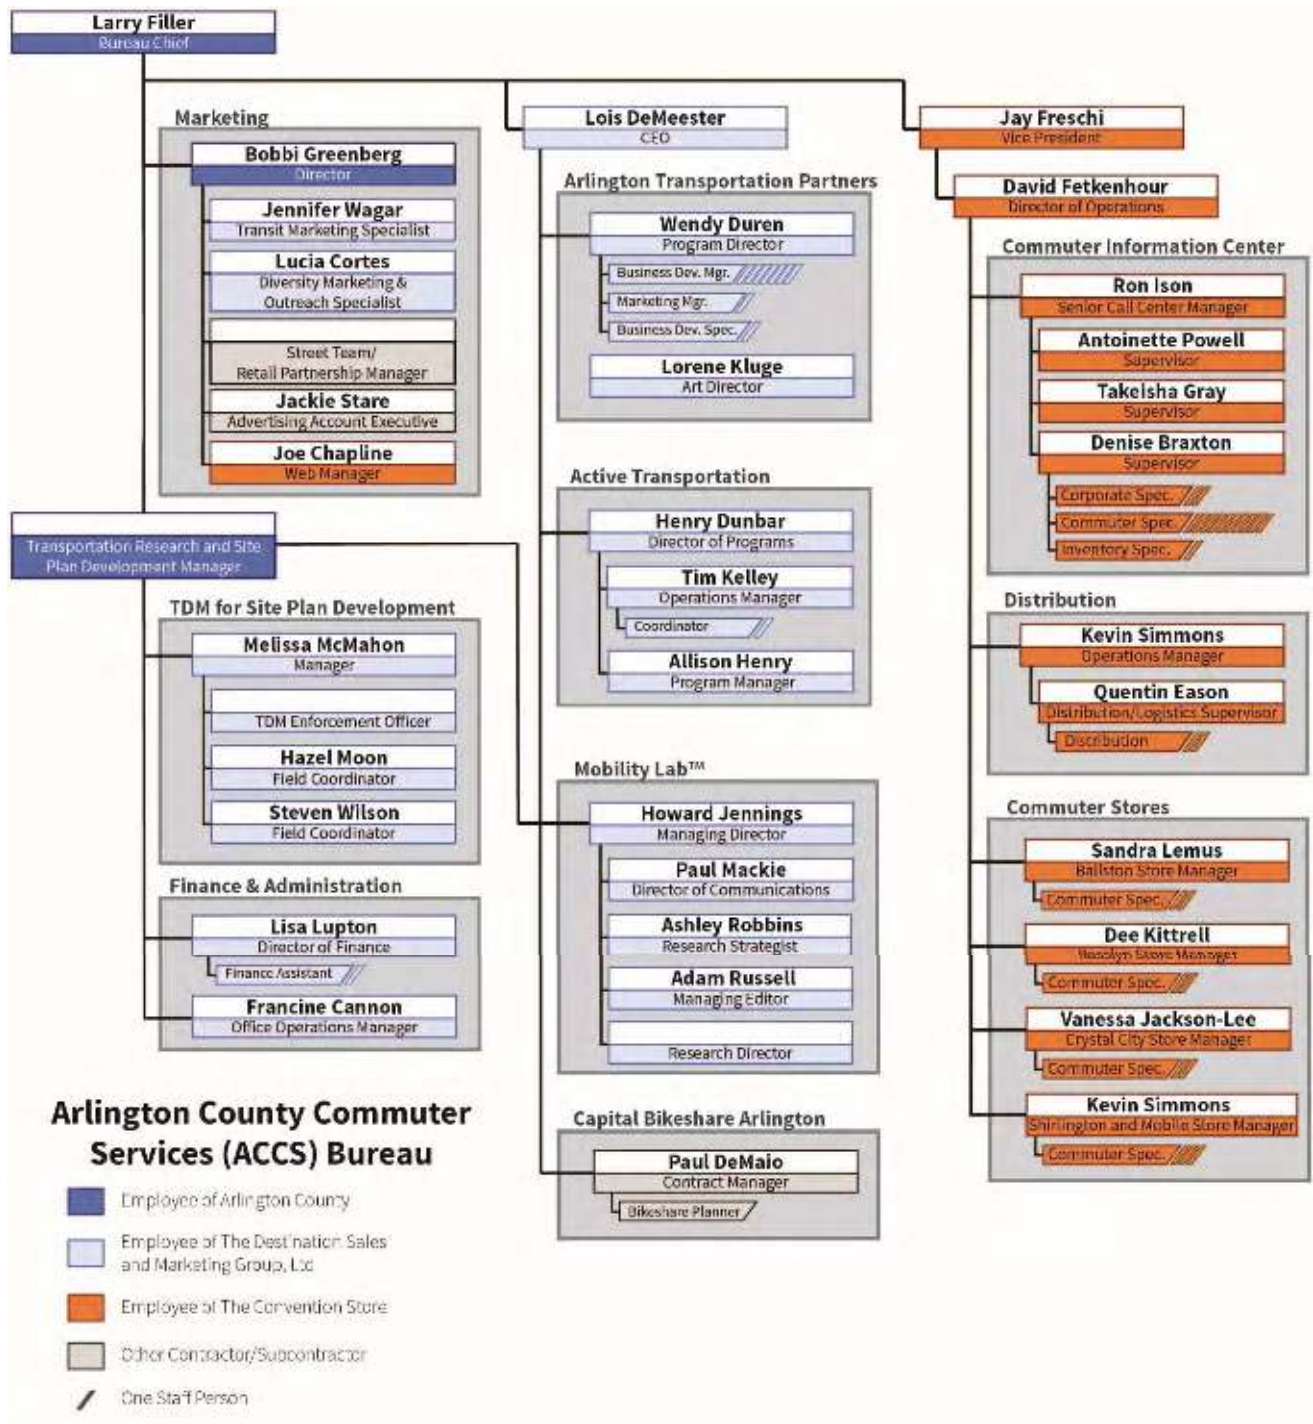 Larry Filler
Bureau Chief
Marketing
Bobbi Greenberg
Director
Jennifer Wagar
Transit Marketing Specialist
Lucia Cortes
Diversity Marketing &
Outreach Specialist
Street Team/
Retail Partnership Manager
Jackie Stare
Advertising Account Executive
Joe Chapline
Web Manager
Transportation Research and Site
Plan Development Manager
TDM for Site Plan Development
Melissa McMahon
Manager
TDM Enforcement Officer
Hazel Moon
Field Coordinator
Steven Wilson
Field Coordinator
Finance & Administration
Lisa Lupton
Director of Finance
Finance Assistant
Francine Cannon
Office Operations Manager
Lois DeMeester
CEO
Arlington Transportation Partners
Wendy Duren
Program Director
Business Dev. Mgr.
Marketing Mgr.
Business Dev. Spec.
Lorene Kluge
Art Director
Active Transportation
Henry Dunbar
Director of Programs
Tim Kelley
Operations Manager
Coordinator
Allison Henry
Program Manager
Mobility Lab™
Howard Jennings
Managing Director
Paul Mackie
Director of Communications
Ashley Robbins
Research Strategist
Adam Russell
Managing Editor
Research Director
Capital Bikeshare Arlington
Paul DeMaio
Contract Manager
Bikeshare Planner
Jay Freschi
Vice President
David Fetkenhour
Director of Operations
Commuter Information Center
Ron Ison
Senior Call Center Manager
Antoinette Powell
Supervisor
Takeisha Gray
Supervisor
Denise Braxton
Supervisor
Corporate Spec.
Commuter Spec.
Inventory Spec.
Distribution
Kevin Simmons
Operations Manager
Quentin Eason
Distribution/Logistics Supervisor
Distribution
Commuter Stores
Sandra Lemus
Ballston Store Manager
Commuter Spec.
Dee Kittrell
Rosslyn Store Manager
Commuter Spec.
Vanessa Jackson-Lee
Crystal City Store Manager
Commuter Spec.
Kevin Simmons
Shirlington and Mobile Store Manager
Commuter Spec.
Arlington County Commuter
Services (ACCS) Bureau
Employee of Arlington County
Employee of The Destination Sales
and Marketing Group, Ltd
Employee of The Convention Store
Other Contractor/Subcontractor
One Staff Person